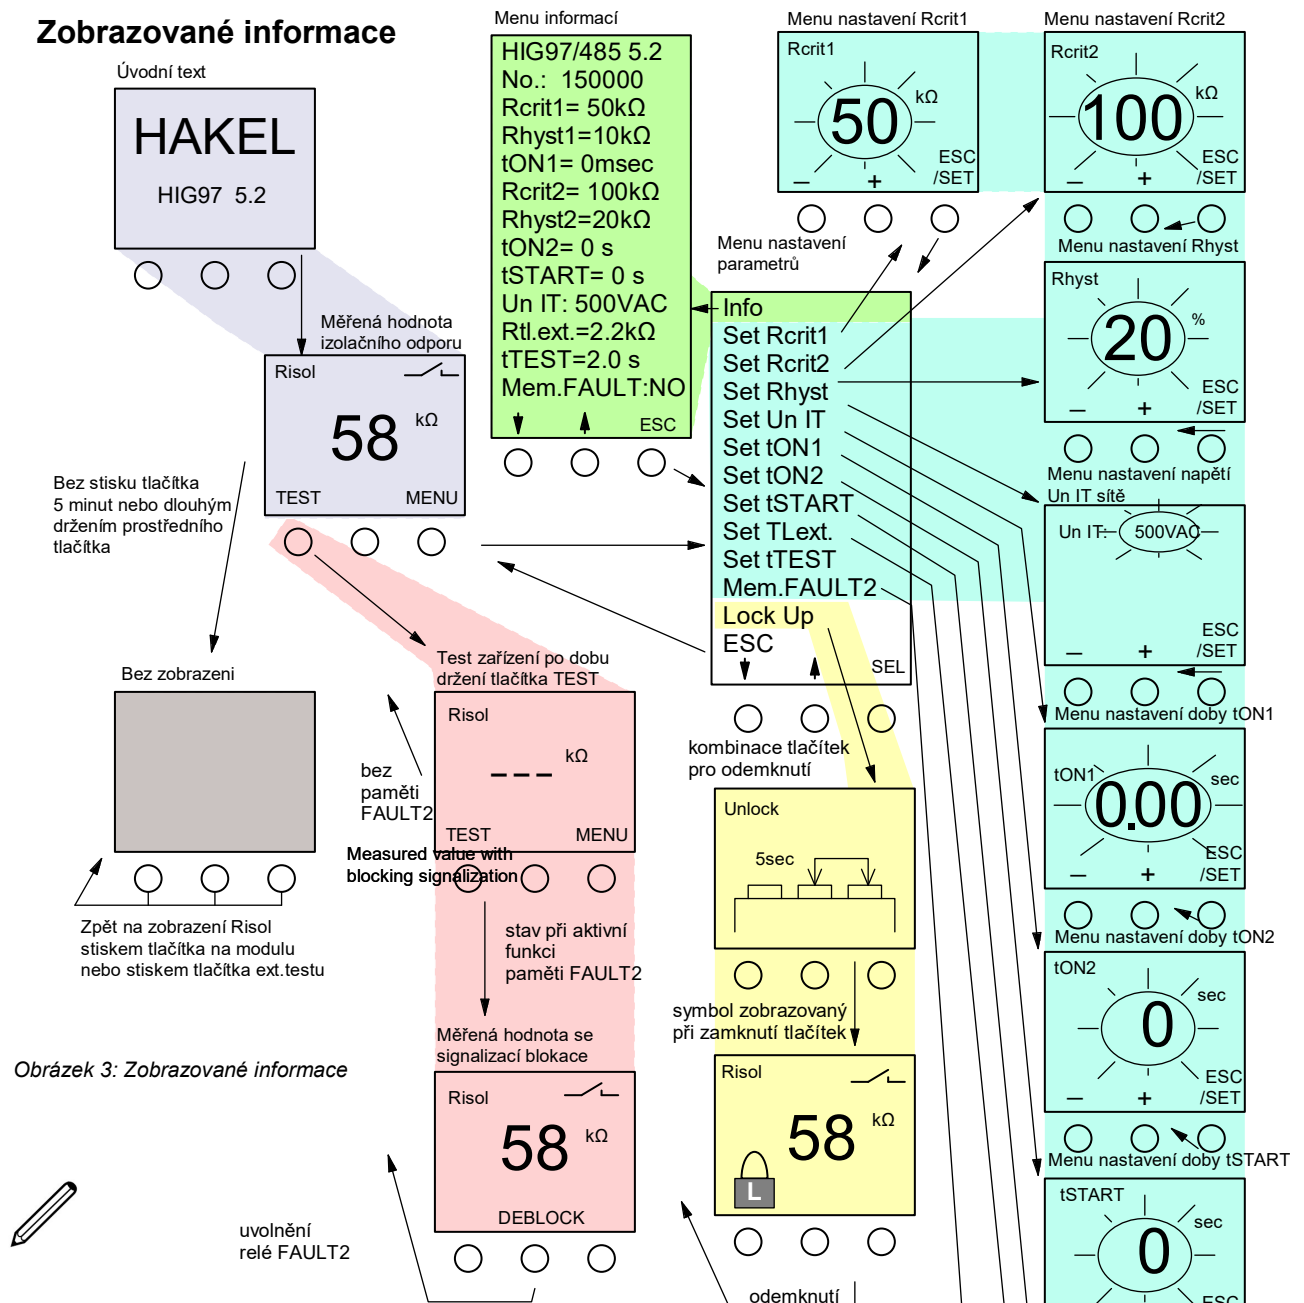 Zobrazované informace
Úvodní text
HAKEL
HIG97 5.2
Menu informací
HIG97/485 5.2
No.: 150000
Rcrit1= 50kΩ
Rhyst1=10kΩ
tON1= 0msec
Rcrit2= 100kΩ
Rhyst2=20kΩ
tON2= 0 s
tSTART= 0 s
Un IT: 500VAC
Rtl.ext.=2.2kΩ
tTEST=2.0 s
Mem.FAULT:NO
ESC
Menu nastavení Rcrit1
Rcrit1
50 kΩ
ESC
– + /SET
Menu nastavení Rcrit2
Rcrit2
100 kΩ
ESC
– + /SET
Menu nastavení Rhyst
Rhyst
20 %
ESC
– + /SET
Menu nastavení napětí
Un IT sítě
Un IT: 500VAC
ESC
– + /SET
Menu nastavení doby tON1
tON1
0.00 sec
ESC
– + /SET
Menu nastavení doby tON2
tON2
0 sec
ESC
– + /SET
Menu nastavení doby tSTART
tSTART
0 sec
ESC
Menu nastavení
parametrů
Info
Set Rcrit1
Set Rcrit2
Set Rhyst
Set Un IT
Set tON1
Set tON2
Set tSTART
Set TLext.
Set tTEST
Mem.FAULT2
Lock Up
ESC
SEL
Měřená hodnota
izolačního odporu
Risol
58 kΩ
TEST MENU
Bez stisku tlačítka
5 minut nebo dlouhým
držením prostředního
tlačítka
Bez zobrazeni
Zpět na zobrazení Risol
stiskem tlačítka na modulu
nebo stiskem tlačítka ext.testu
Test zařízení po dobu
držení tlačítka TEST
Risol
--- kΩ
TEST MENU
bez
paměti
FAULT2
Measured value with
blocking signalization
stav při aktivní
funkci
paměti FAULT2
Měřená hodnota se
signalizací blokace
Risol
58 kΩ
DEBLOCK
uvolnění
relé FAULT2
kombinace tlačítek
pro odemknutí
Unlock
5sec
symbol zobrazovaný
při zamknutí tlačítek
Risol
58 kΩ
L
odemknutí
Obrázek 3: Zobrazované informace